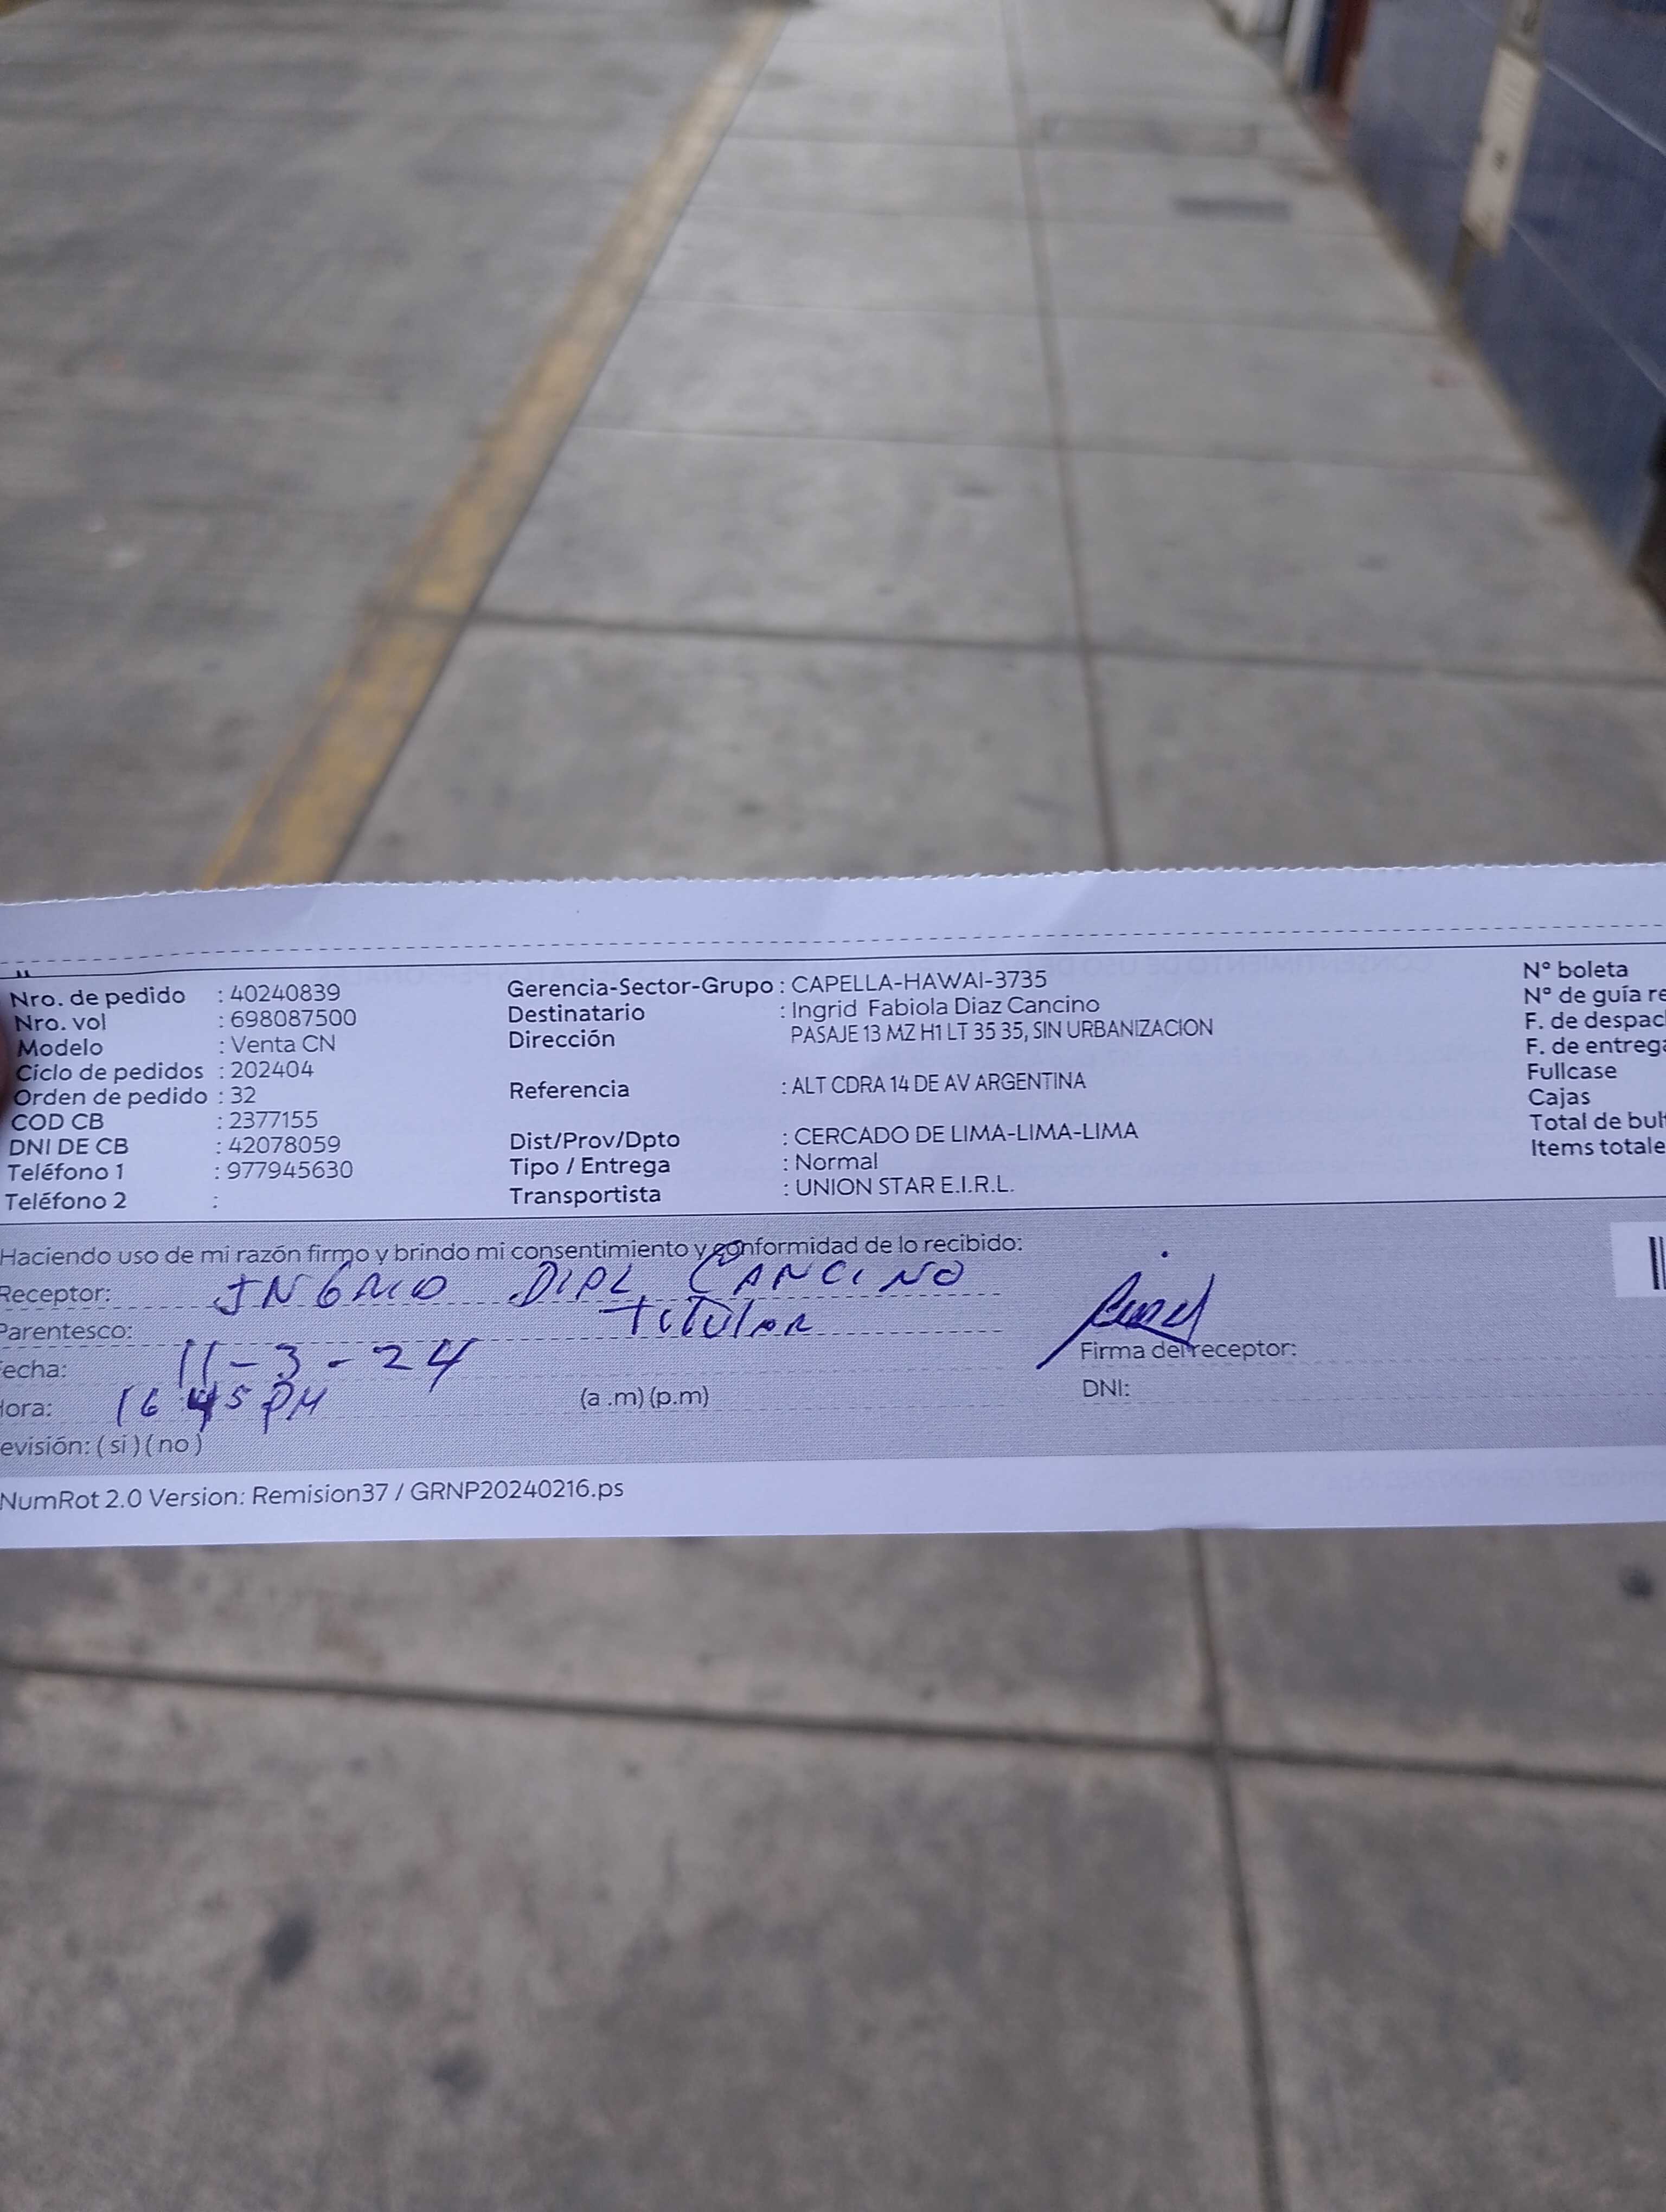 Nro. de pedido : 40240839
Nro. vol : 698087500
Modelo : Venta CN
Ciclo de pedidos : 202404
Orden de pedido : 32
COD CB : 2377155
DNI DE CB : 42078059
Teléfono 1 : 977945630
Teléfono 2 :
Gerencia-Sector-Grupo : CAPELLA-HAWAI-3735
Destinatario : Ingrid Fabiola Diaz Cancino
Dirección PASAJE 13 MZ H1 LT 35 35, SIN URBANIZACION
Referencia : ALT CDRA 14 DE AV ARGENTINA
Dist/Prov/Dpto : CERCADO DE LIMA-LIMA-LIMA
Tipo / Entrega : Normal
Transportista : UNION STAR E.I.R.L.
N° boleta
N° de guía re
F. de despac
F. de entrega
Fullcase
Cajas
Total de bul
Items totale
Haciendo uso de mi razón firmo y brindo mi consentimiento y conformidad de lo recibido:
Receptor: INGRID DIAZ CANCINO
Parentesco: TITULAR
echa: 11-3-24
ora: 16 45 PM (a .m) (p.m)
evisión: ( si ) ( no )
Firma del receptor:
DNI:
NumRot 2.0 Version: Remision37 / GRNP20240216.ps